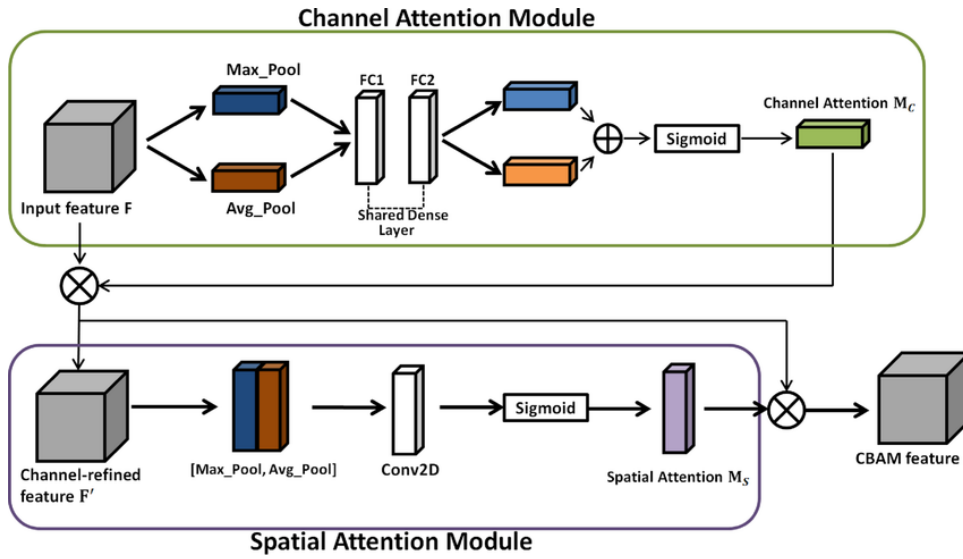 Channel Attention Module
Max_Pool
FC1
FC2
Channel Attention M_C
Sigmoid
Input feature F
Avg_Pool
Shared Dense
Layer
Sigmoid
Channel-refined
feature F′
[Max_Pool, Avg_Pool]
Conv2D
Spatial Attention M_S
CBAM feature
Spatial Attention Module